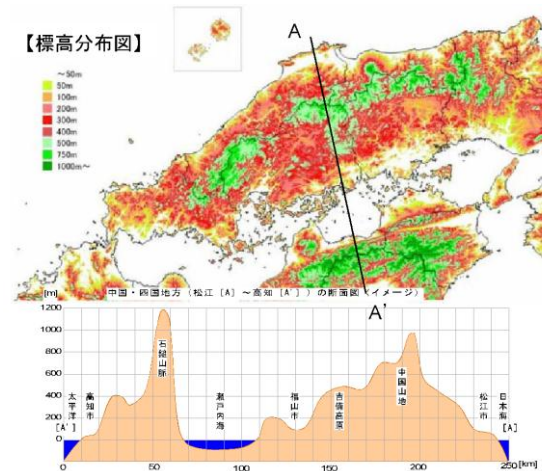 【標高分布図】
A
～50m
50m
100m
200m
300m
400m
500m
750m
1000m～
A'
[m]
中国・四国地方（松江［A］～高知［A'］）の断面図（イメージ）
1200
1000
800
600
400
200
0
太平洋
[A']
高知市
石鎚山脈
瀬戸内海
福山市
吉備高原
中国山地
松江市
日本海
[A]
0
50
100
150
200
250[km]